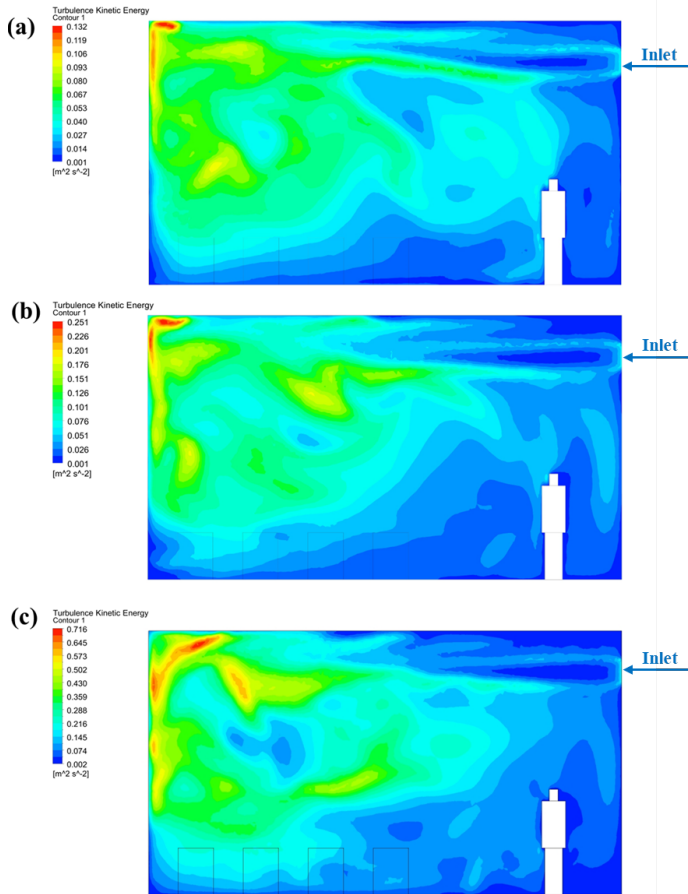 (a)
Turbulence Kinetic Energy
Contour 1
0.132
0.119
0.106
0.093
0.080
0.067
0.053
0.040
0.027
0.014
0.001
[m^2 s^-2]
Inlet
(b)
Turbulence Kinetic Energy
Contour 1
0.251
0.226
0.201
0.176
0.151
0.126
0.101
0.076
0.051
0.026
0.001
[m^2 s^-2]
Inlet
(c)
Turbulence Kinetic Energy
Contour 1
0.716
0.645
0.573
0.502
0.430
0.359
0.288
0.216
0.145
0.074
0.002
[m^2 s^-2]
Inlet